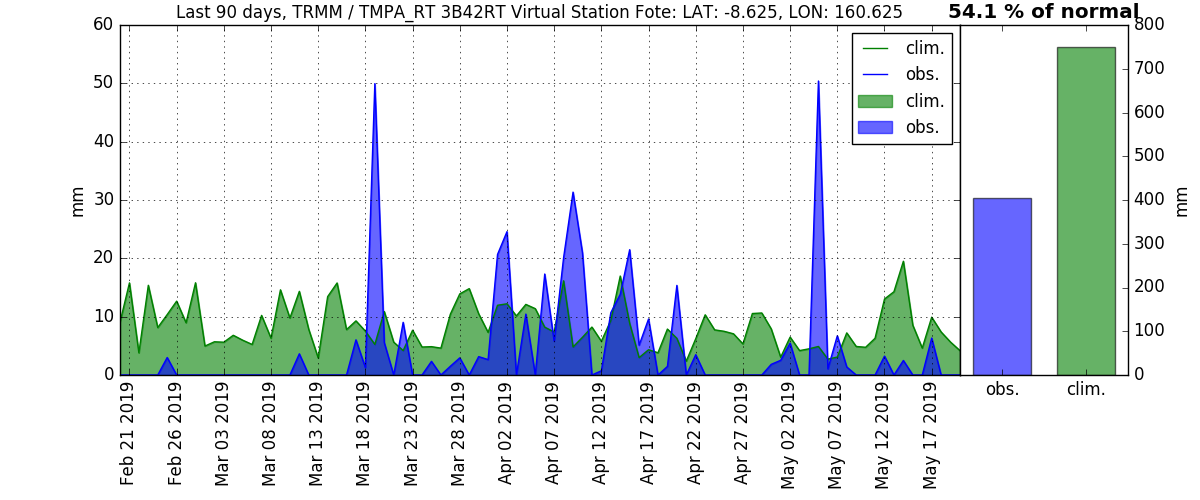 Last 90 days, TRMM / TMPA_RT 3B42RT Virtual Station Fote: LAT: -8.625, LON: 160.625
54.1 % of normal
60
50
40
30
20
10
0
mm
clim.
obs.
clim.
obs.
800
700
600
500
400
300
200
100
0
mm
Feb 21 2019
Feb 26 2019
Mar 03 2019
Mar 08 2019
Mar 13 2019
Mar 18 2019
Mar 23 2019
Mar 28 2019
Apr 02 2019
Apr 07 2019
Apr 12 2019
Apr 17 2019
Apr 22 2019
Apr 27 2019
May 02 2019
May 07 2019
May 12 2019
May 17 2019
obs.
clim.